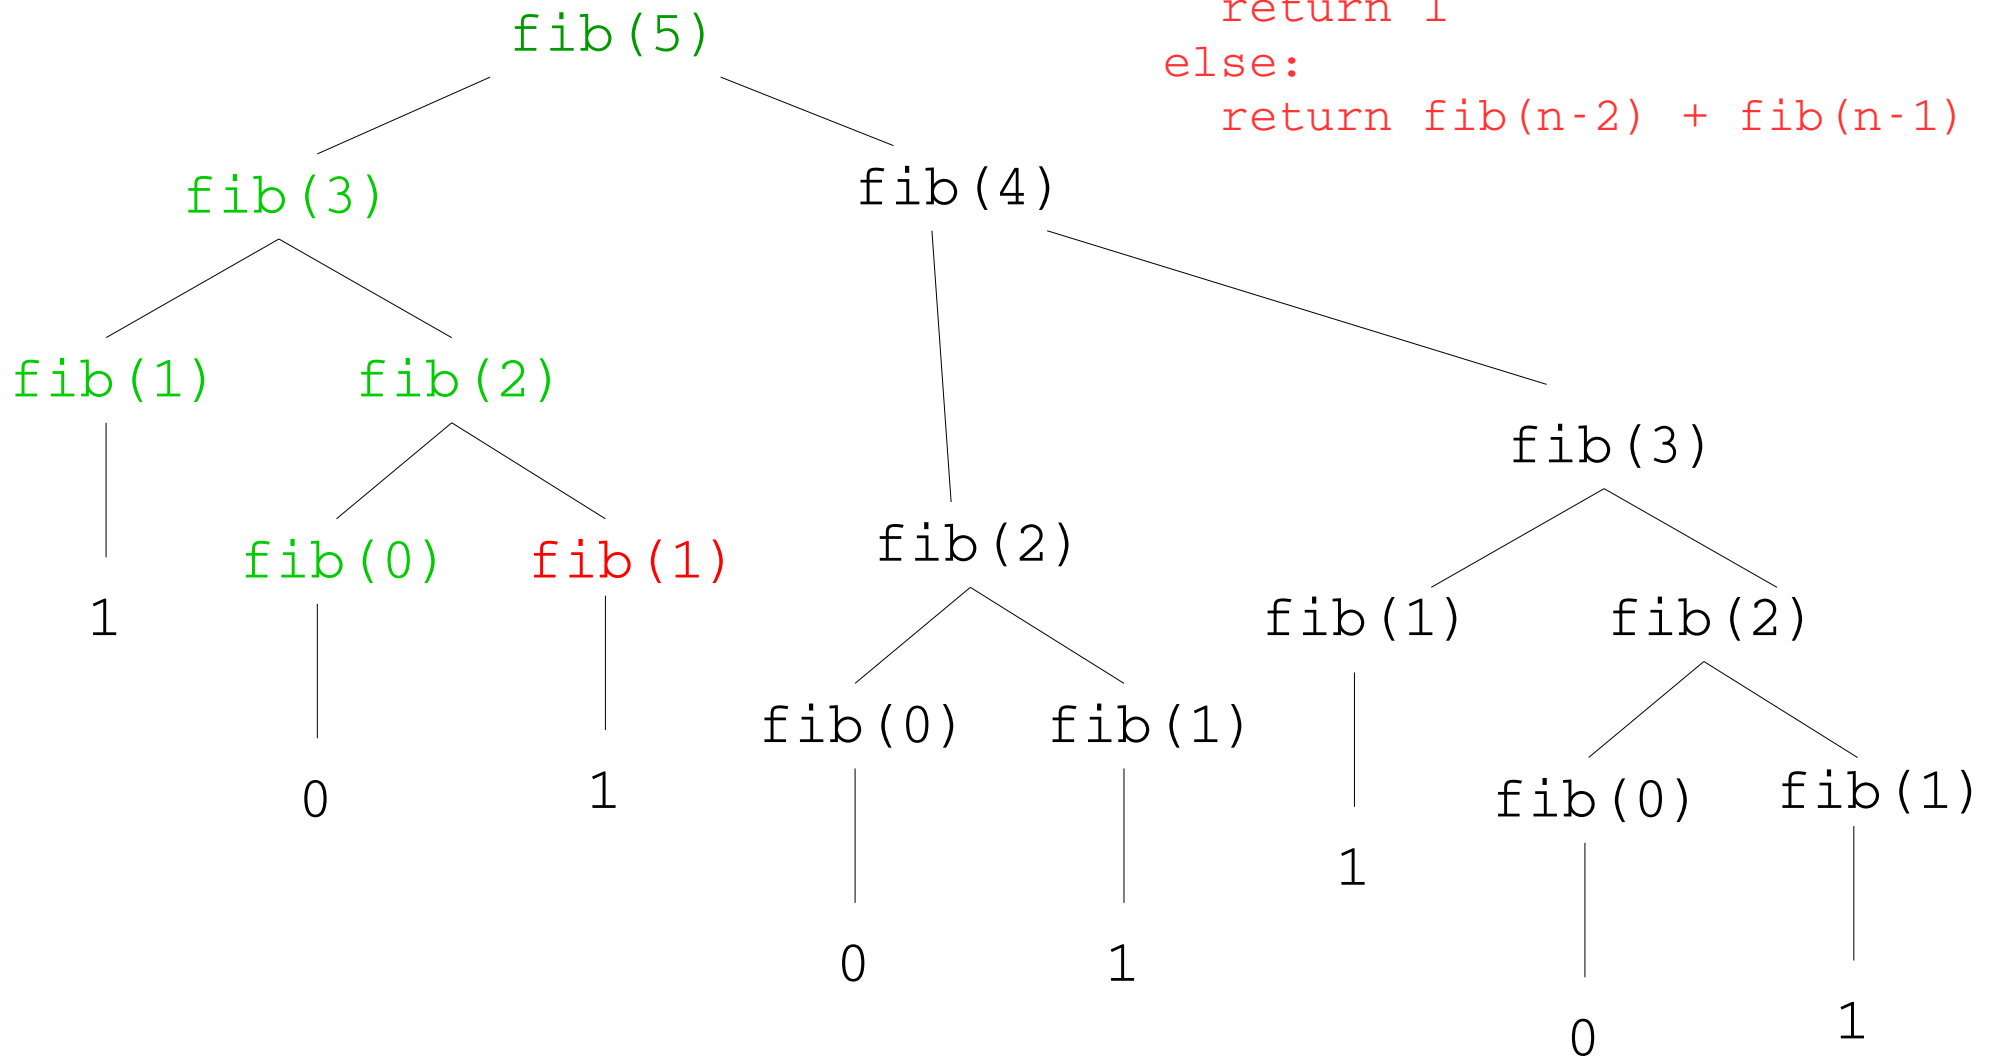 return 1
fib(5)
else:
return fib(n-2) + fib(n-1)
fib(3)
fib(4)
fib(1)
fib(2)
fib(3)
fib(0)
fib(1)
fib(2)
1
fib(1)
fib(2)
fib(0)
fib(1)
0
1
fib(0)
fib(1)
1
0
1
0
1